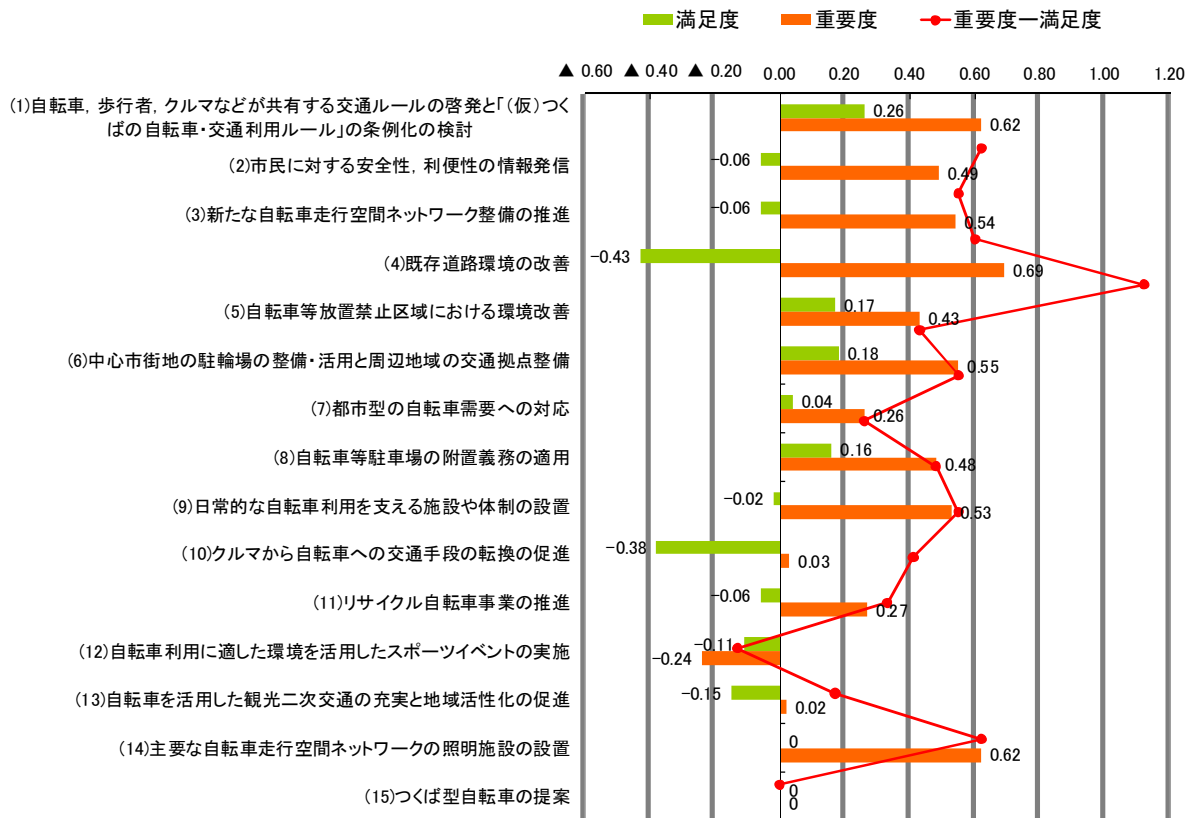 満足度 重要度 重要度－満足度
▲ 0.60 ▲ 0.40 ▲ 0.20 0.00 0.20 0.40 0.60 0.80 1.00 1.20
(1)自転車，歩行者，クルマなどが共有する交通ルールの啓発と「（仮）つく
ばの自転車・交通利用ルール」の条例化の検討
0.26
0.62
(2)市民に対する安全性，利便性の情報発信
−0.06
0.49
(3)新たな自転車走行空間ネットワーク整備の推進
−0.06
0.54
(4)既存道路環境の改善
−0.43
0.69
(5)自転車等放置禁止区域における環境改善
0.17
0.43
(6)中心市街地の駐輪場の整備・活用と周辺地域の交通拠点整備
0.18
0.55
(7)都市型の自転車需要への対応
0.04
0.26
(8)自転車等駐車場の附置義務の適用
0.16
0.48
(9)日常的な自転車利用を支える施設や体制の設置
−0.02
0.53
(10)クルマから自転車への交通手段の転換の促進
−0.38
0.03
(11)リサイクル自転車事業の推進
−0.06
0.27
(12)自転車利用に適した環境を活用したスポーツイベントの実施
−0.11
−0.24
(13)自転車を活用した観光二次交通の充実と地域活性化の促進
−0.15
0.02
(14)主要な自転車走行空間ネットワークの照明施設の設置
0
0.62
(15)つくば型自転車の提案
0
0